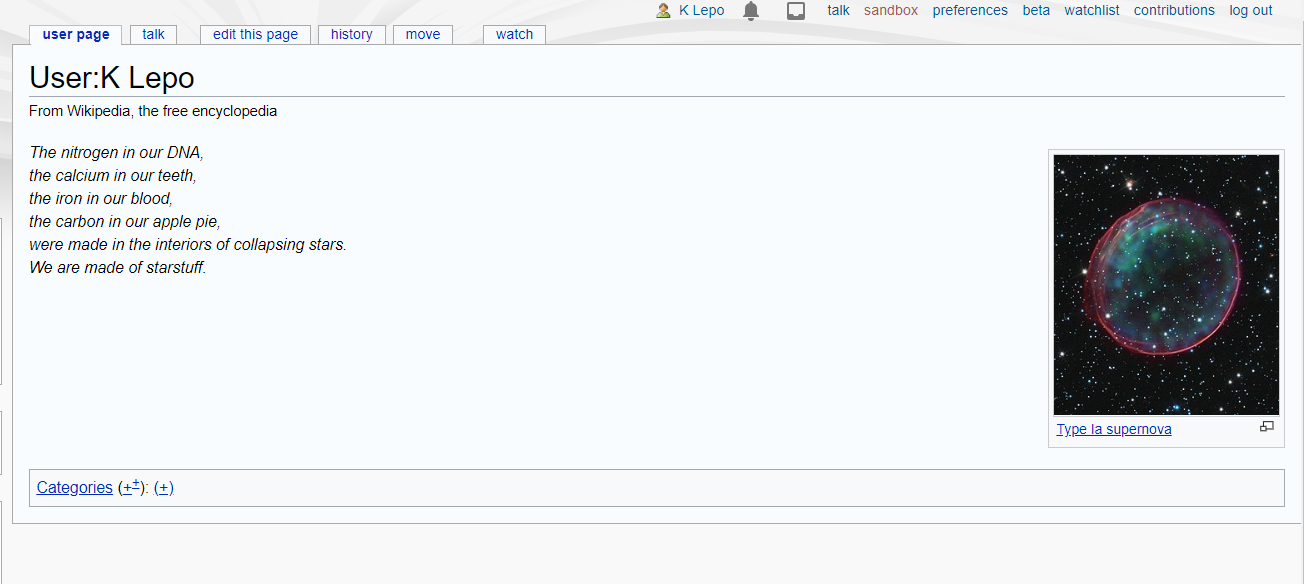 K Lepo talk sandbox preferences beta watchlist contributions log out
user page talk edit this page history move watch
User:K Lepo
From Wikipedia, the free encyclopedia
The nitrogen in our DNA,
the calcium in our teeth,
the iron in our blood,
the carbon in our apple pie,
were made in the interiors of collapsing stars.
We are made of starstuff.
Type Ia supernova
Categories (+±): (+)